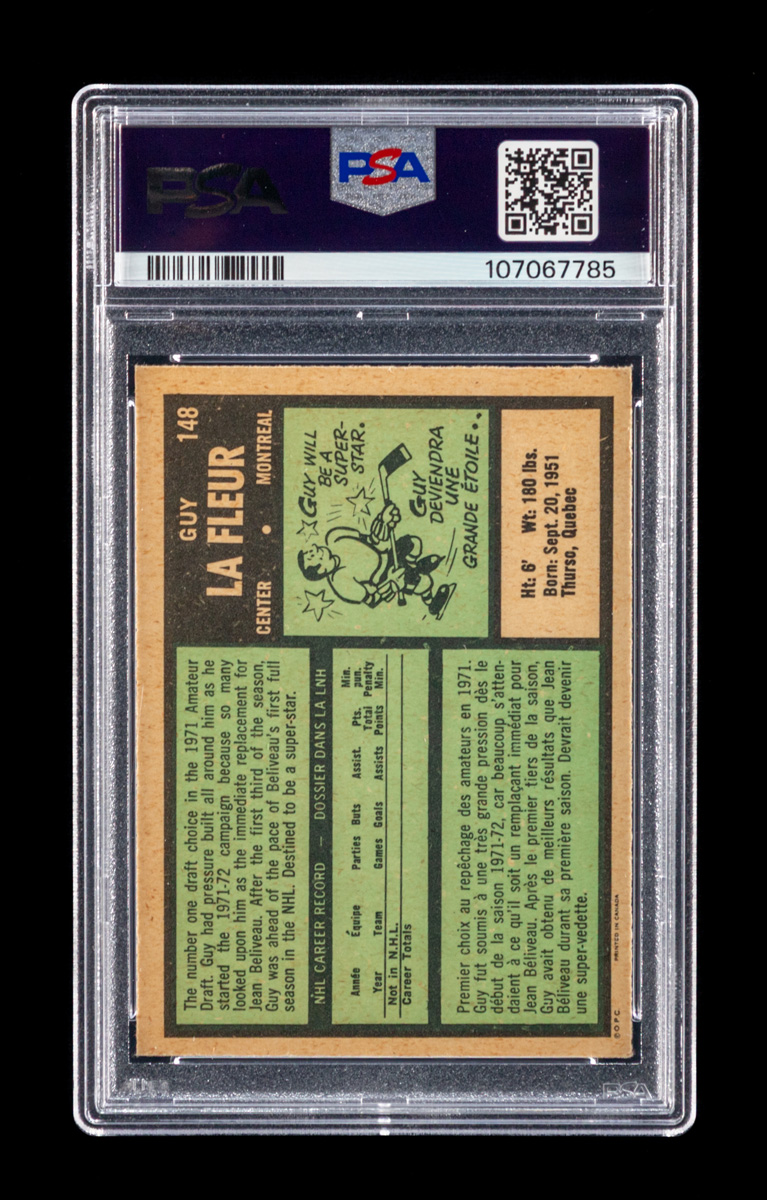 PSA
PSA
107067785
GUY 148
LA FLEUR
CENTER • MONTREAL
GUY WILL
BE A
SUPER-
STAR.
GUY
DEVIENDRA
UNE
GRANDE ÉTOILE..
Ht: 6' Wt: 180 lbs.
Born: Sept. 20, 1951
Thurso, Quebec
The number one draft choice in the 1971 Amateur
Draft. Guy had pressure built all around him as he
started the 1971-72 campaign because so many
looked upon him as the immediate replacement for
Jean Beliveau. After the first third of the season,
Guy was ahead of the pace of Beliveau's first full
season in the NHL. Destined to be a super-star.
NHL CAREER RECORD – DOSSIER DANS LA LNH
Année Équipe Parties Buts Assist. Pts. Min. pun.
Year Team Games Goals Assists Total Points Penalty Min.
Not in N.H.L.
Career Totals
Premier choix au repêchage des amateurs en 1971.
Guy fut soumis à une très grande pression dès le
début de la saison 1971-72, car beaucoup s'atten-
daient à ce qu'il soit un remplaçant immédiat pour
Jean Béliveau. Après le premier tiers de la saison,
Guy avait obtenu de meilleurs résultats que Jean
Béliveau durant sa première saison. Devrait devenir
une super-vedette.
© O.P.C. PRINTED IN CANADA
PSA